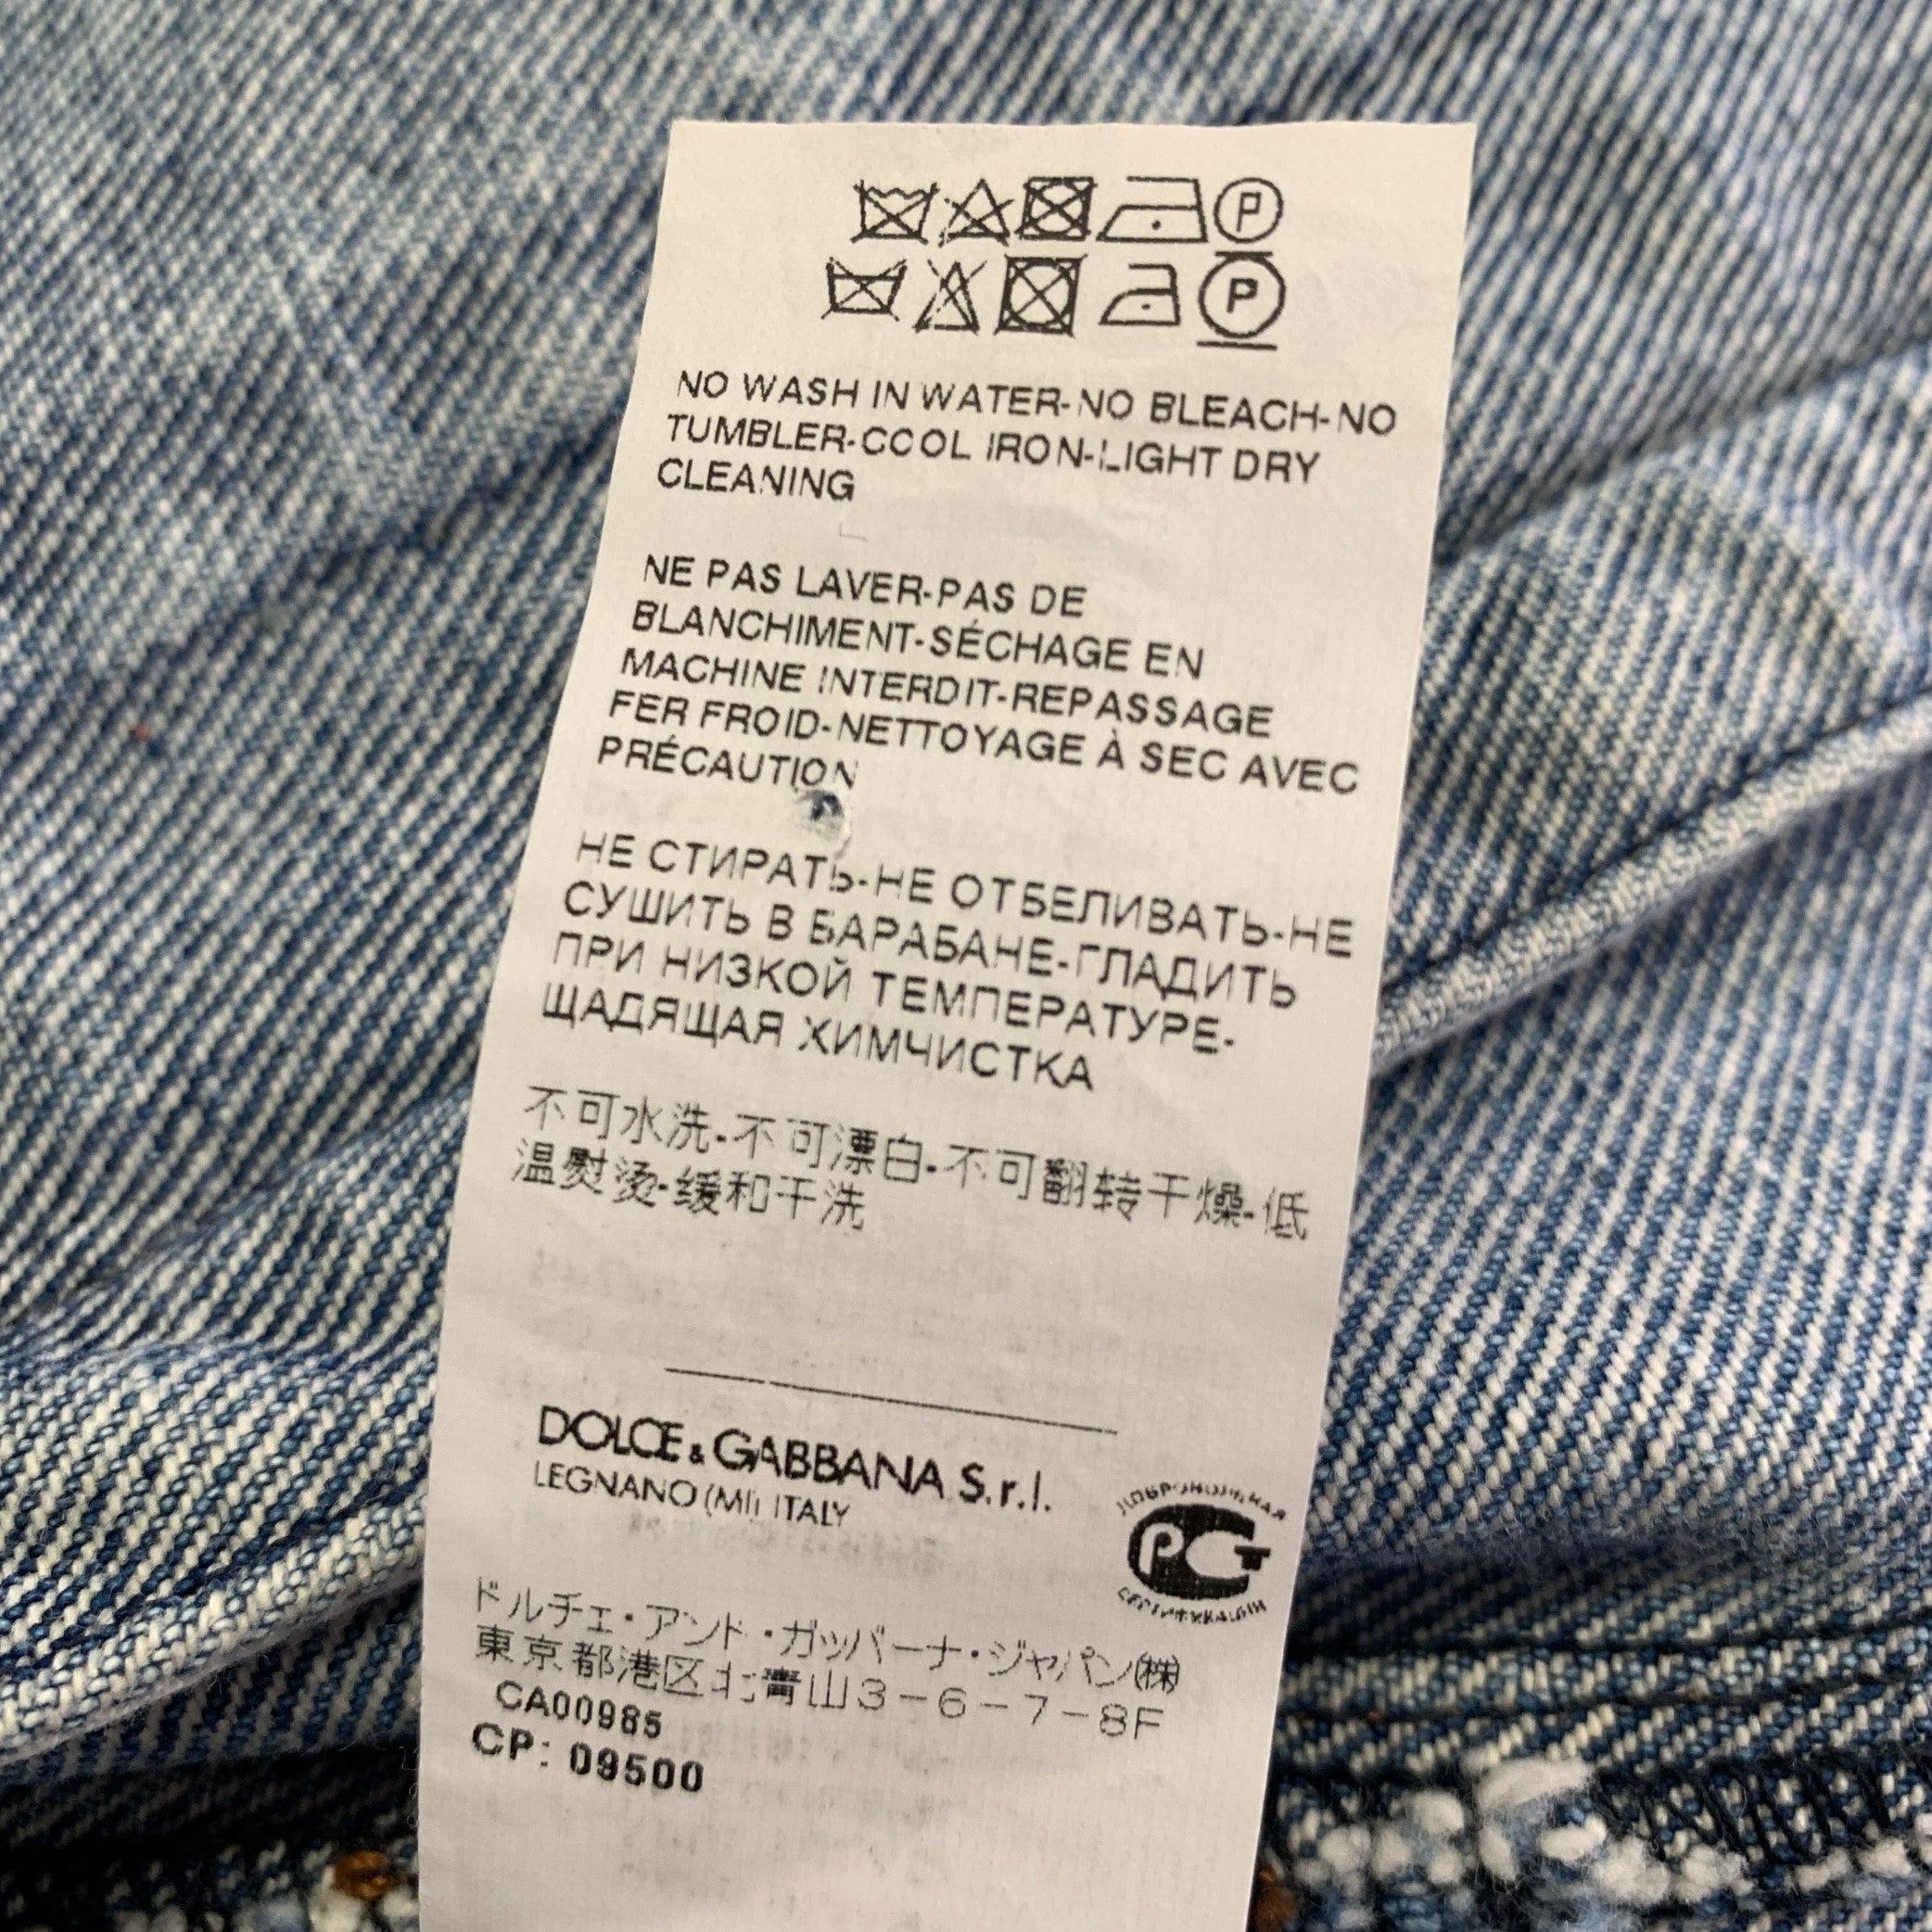 P
P
NO WASH IN WATER-NO BLEACH-NO
TUMBLER-COOL IRON-LIGHT DRY
CLEANING
NE PAS LAVER-PAS DE
BLANCHIMENT-SÉCHAGE EN
MACHINE INTERDIT-REPASSAGE
FER FROID-NETTOYAGE À SEC AVEC
PRÉCAUTION
НЕ СТИРАТЬ-НЕ ОТБЕЛИВАТЬ-НЕ
СУШИТЬ В БАРАБАНЕ-ГЛАДИТЬ
ПРИ НИЗКОЙ ТЕМПЕРАТУРЕ-
ЩАДЯЩАЯ ХИМЧИСТКА
不可水洗-不可漂白-不可翻转干燥-低
温熨烫-缓和干洗
DOLCE & GABBANA S.r.l.
LEGNANO (MI) ITALY
ДОБРОВОЛЬНАЯ
РСТ
СЕРТИФИКАЦИЯ
ドルチェ・アンド・ガッバーナ・ジャパン(株)
東京都港区北青山3-6-7-8F
CA00985
CP: 09500